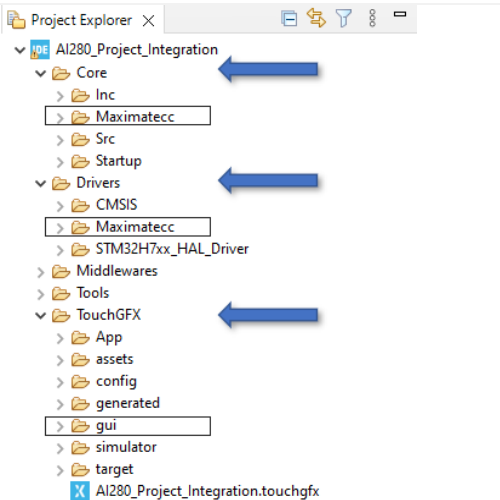 Project Explorer
IDE AI280_Project_Integration
Core
Inc
Maximatecc
Src
Startup
Drivers
CMSIS
Maximatecc
STM32H7xx_HAL_Driver
Middlewares
Tools
TouchGFX
App
assets
config
generated
gui
simulator
target
X AI280_Project_Integration.touchgfx